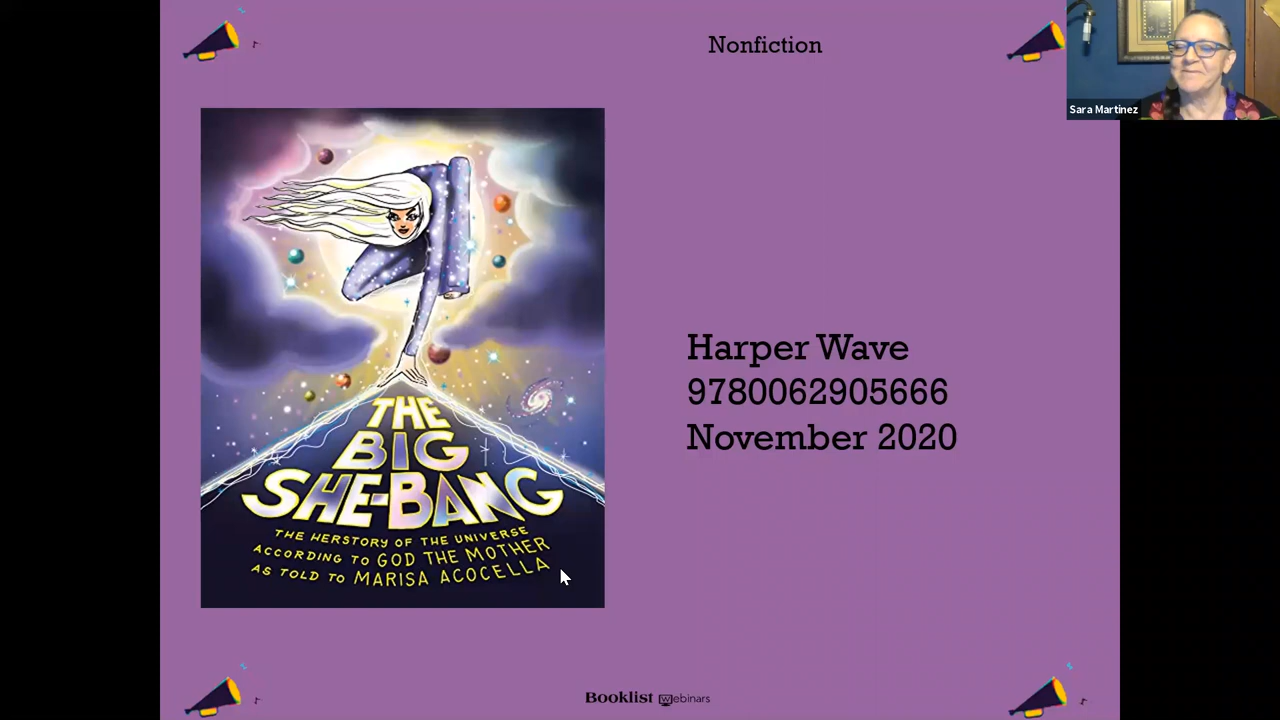 Nonfiction
Sara Martinez
THE
BIG
SHE-BANG
THE HERSTORY OF THE UNIVERSE
ACCORDING TO GOD THE MOTHER
AS TOLD TO MARISA ACOCELLA
Harper Wave
9780062905666
November 2020
Booklist Webinars